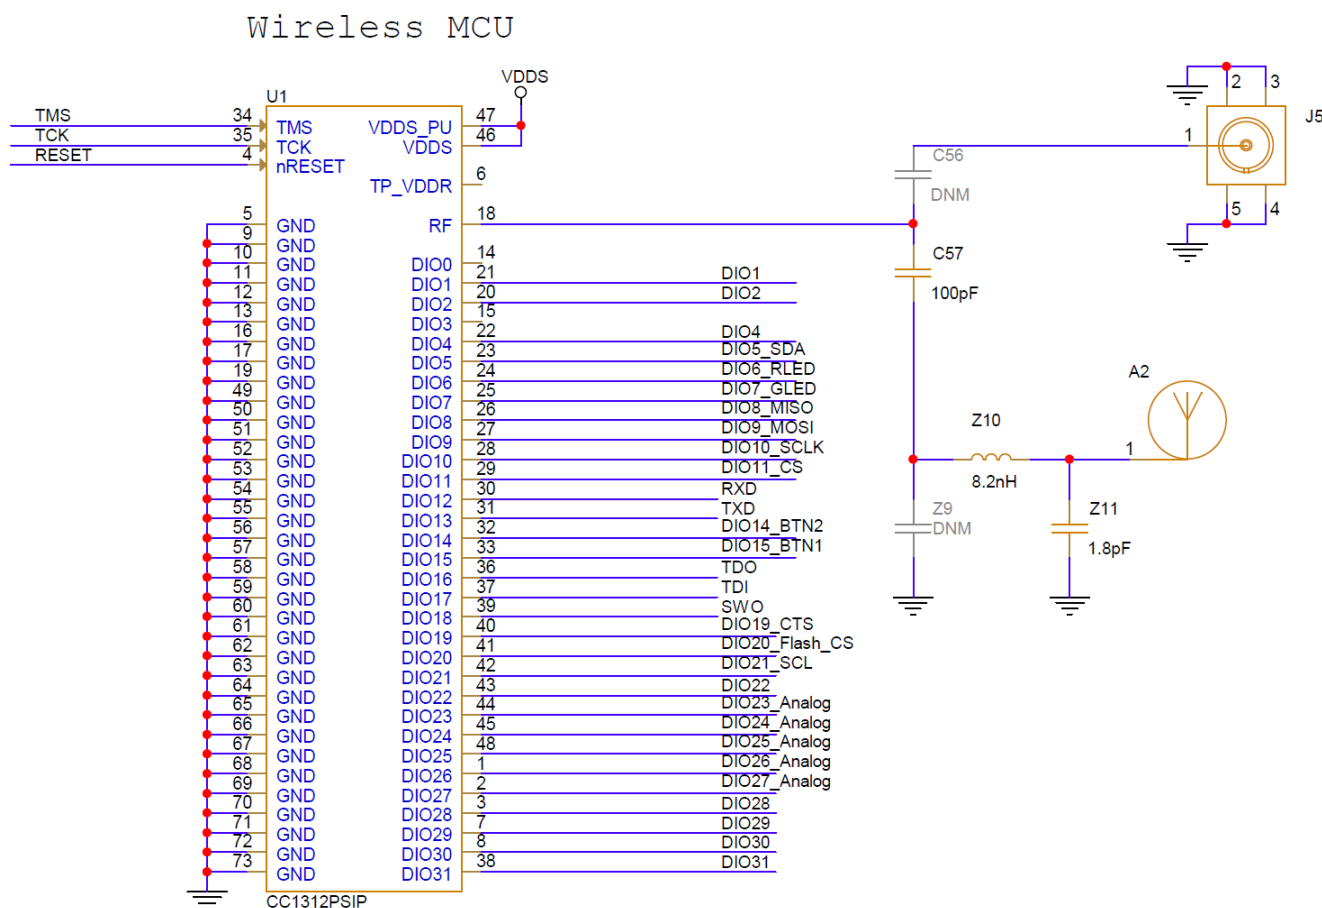 Wireless MCU
VDDS
U1
TMS 34 TMS VDDS_PU 47
TCK 35 TCK VDDS 46
RESET 4 nRESET
TP_VDDR 6
5 GND RF 18
9 GND
10 GND DIO0 14
11 GND DIO1 21 DIO1
12 GND DIO2 20 DIO2
13 GND DIO3 15
16 GND DIO4 22 DIO4
17 GND DIO5 23 DIO5_SDA
19 GND DIO6 24 DIO6_RLED
49 GND DIO7 25 DIO7_GLED
50 GND DIO8 26 DIO8_MISO
51 GND DIO9 27 DIO9_MOSI
52 GND DIO10 28 DIO10_SCLK
53 GND DIO11 29 DIO11_CS
54 GND DIO12 30 RXD
55 GND DIO13 31 TXD
56 GND DIO14 32 DIO14_BTN2
57 GND DIO15 33 DIO15_BTN1
58 GND DIO16 36 TDO
59 GND DIO17 37 TDI
60 GND DIO18 39 SWO
61 GND DIO19 40 DIO19_CTS
62 GND DIO20 41 DIO20_Flash_CS
63 GND DIO21 42 DIO21_SCL
64 GND DIO22 43 DIO22
65 GND DIO23 44 DIO23_Analog
66 GND DIO24 45 DIO24_Analog
67 GND DIO25 48 DIO25_Analog
68 GND DIO26 1 DIO26_Analog
69 GND DIO27 2 DIO27_Analog
70 GND DIO28 3 DIO28
71 GND DIO29 7 DIO29
72 GND DIO30 8 DIO30
73 GND DIO31 38 DIO31
CC1312PSIP
2 3
J5
1
C56
DNM
5 4
C57
100pF
A2
1
Z10
8.2nH
Z9
DNM
Z11
1.8pF